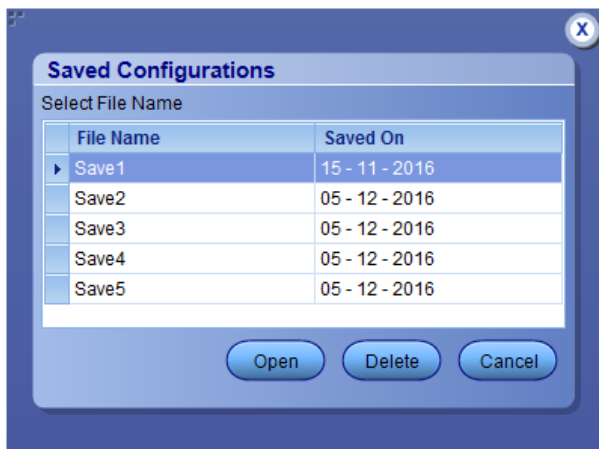 X
Saved Configurations
Select File Name
File Name Saved On
Save1 15 - 11 - 2016
Save2 05 - 12 - 2016
Save3 05 - 12 - 2016
Save4 05 - 12 - 2016
Save5 05 - 12 - 2016
Open Delete Cancel